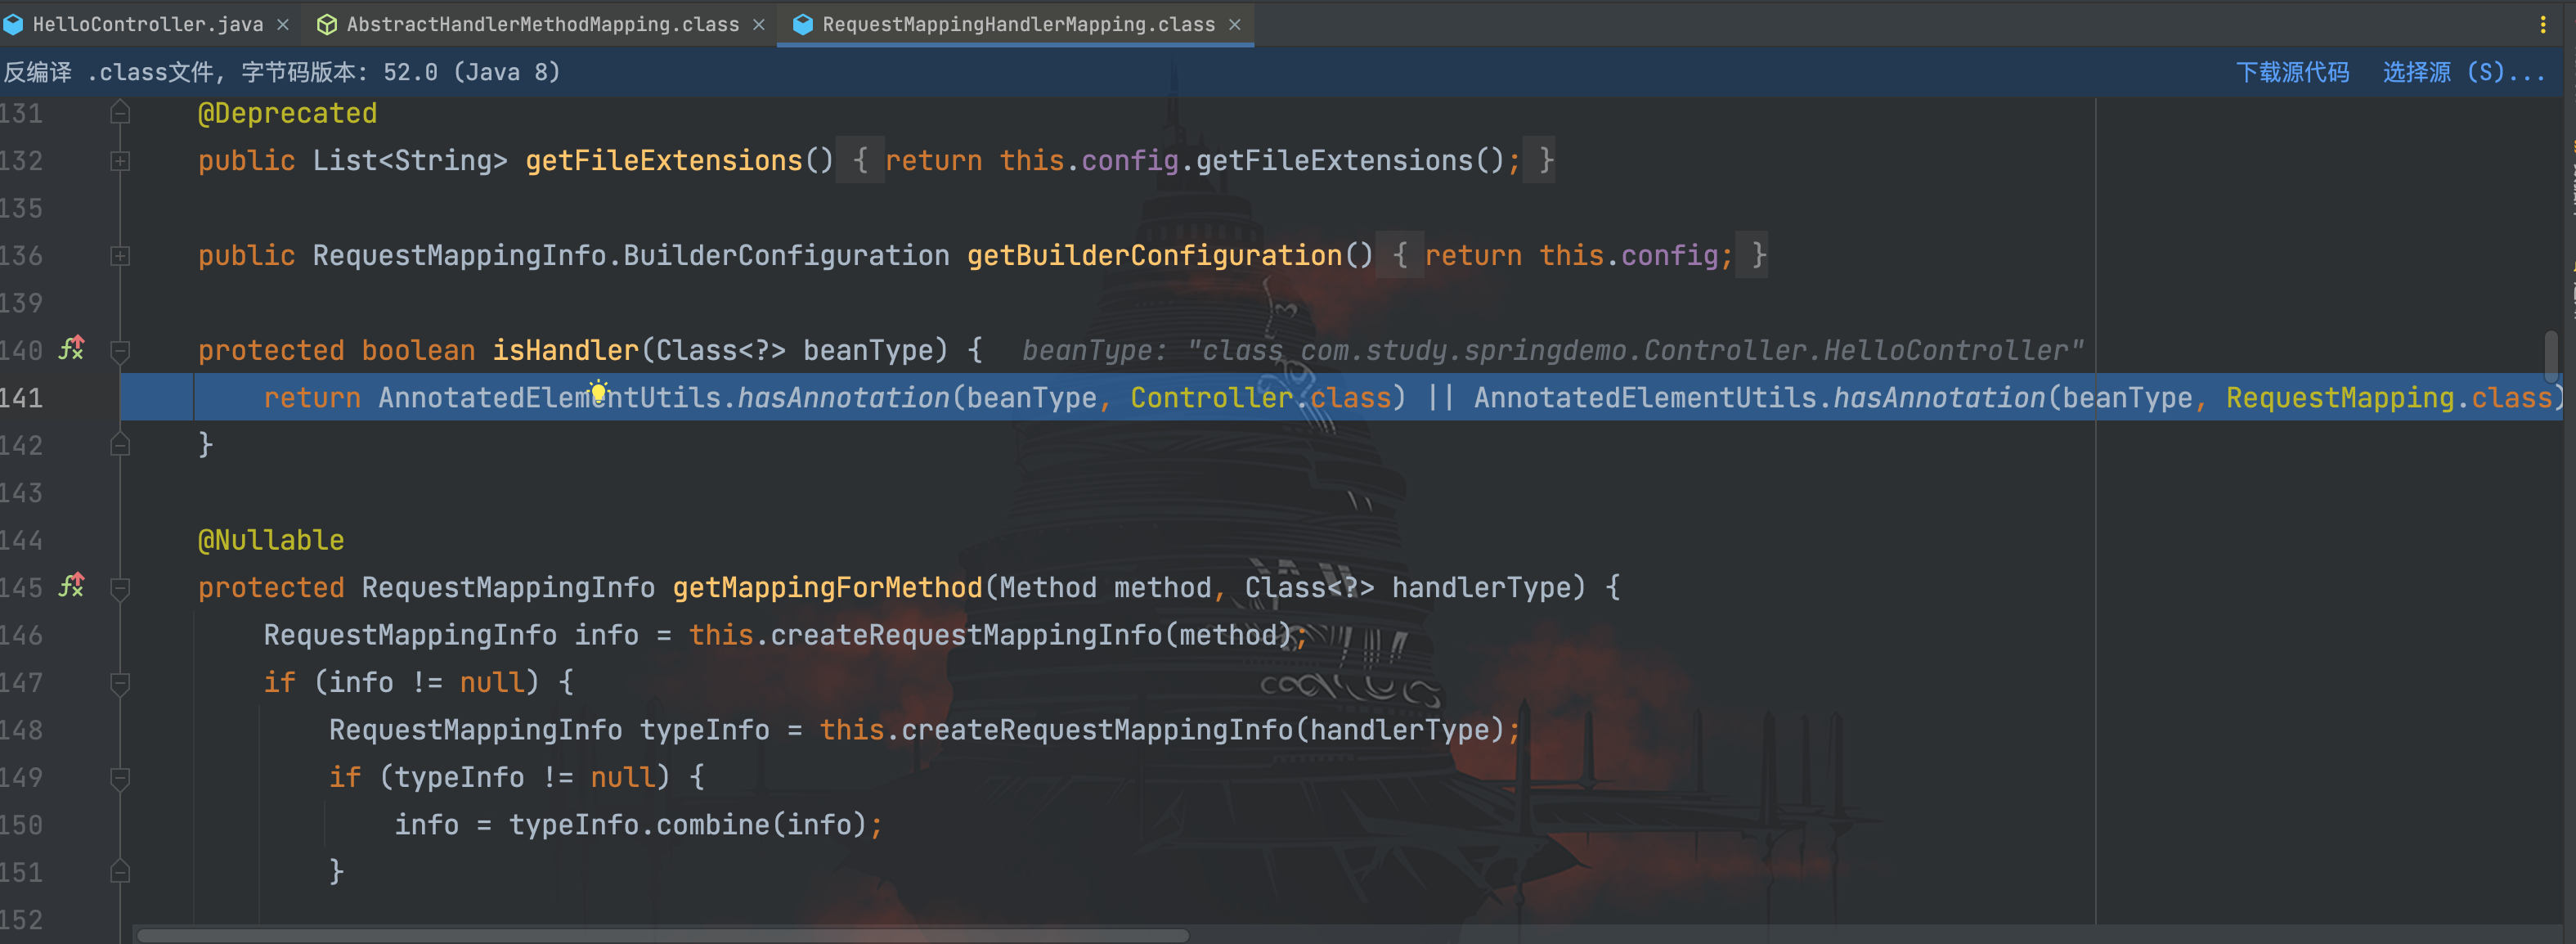 HelloController.java AbstractHandlerMethodMapping.class RequestMappingHandlerMapping.class
反编译 .class文件, 字节码版本: 52.0 (Java 8) 下载源代码 选择源 (S)...
131 @Deprecated
132 public List<String> getFileExtensions() { return this.config.getFileExtensions(); }
135
136 public RequestMappingInfo.BuilderConfiguration getBuilderConfiguration() { return this.config; }
139
140 protected boolean isHandler(Class<?> beanType) { beanType: "class com.study.springdemo.Controller.HelloController"
141 return AnnotatedElementUtils.hasAnnotation(beanType, Controller.class) || AnnotatedElementUtils.hasAnnotation(beanType, RequestMapping.class)
142 }
143
144 @Nullable
145 protected RequestMappingInfo getMappingForMethod(Method method, Class<?> handlerType) {
146 RequestMappingInfo info = this.createRequestMappingInfo(method);
147 if (info != null) {
148 RequestMappingInfo typeInfo = this.createRequestMappingInfo(handlerType);
149 if (typeInfo != null) {
150 info = typeInfo.combine(info);
151 }
152